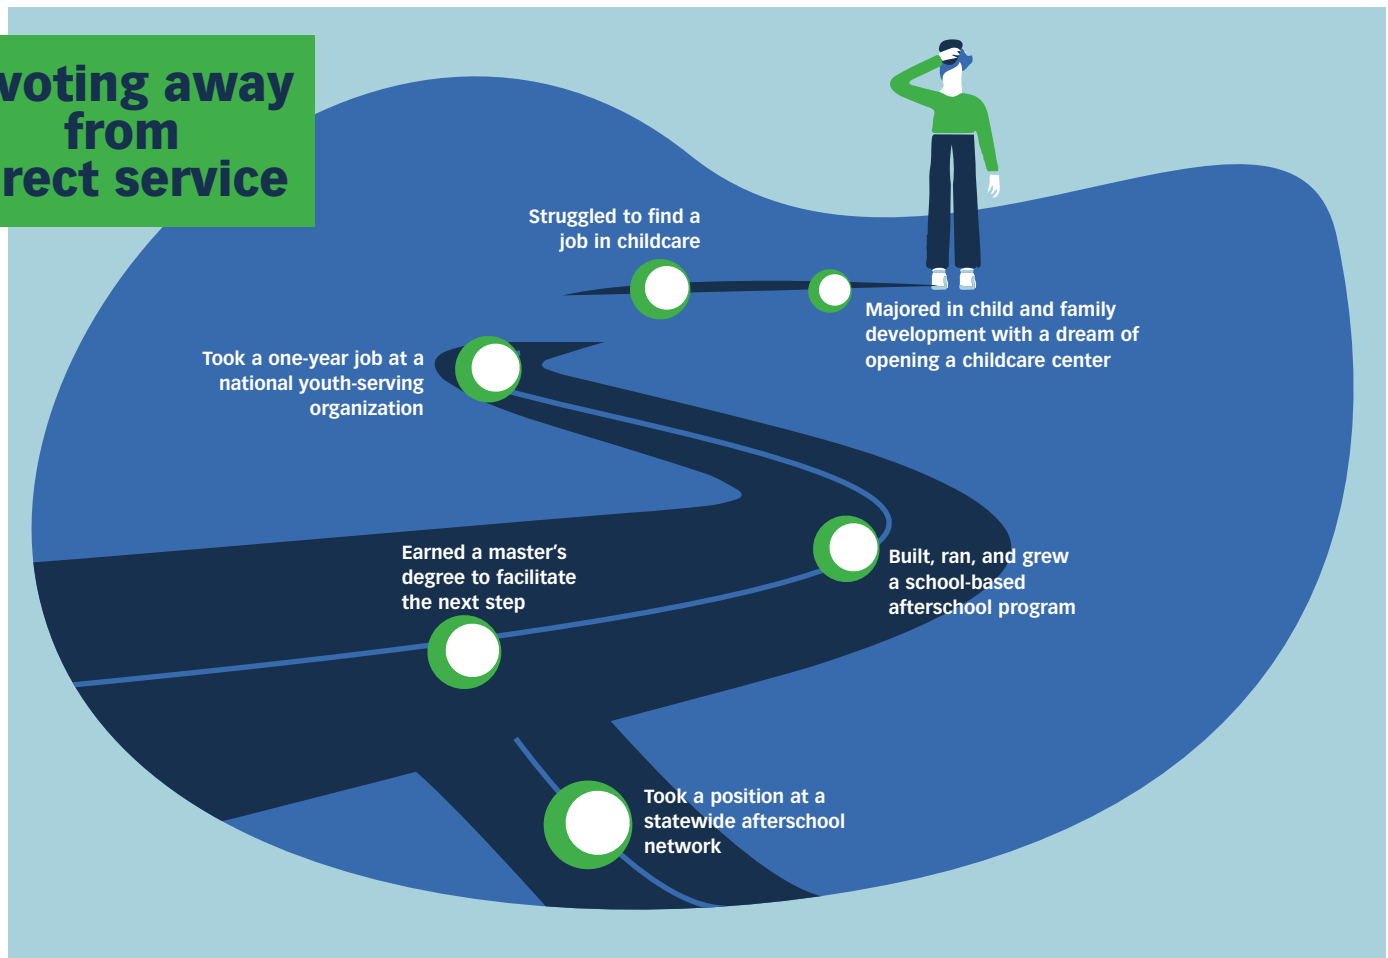 voting away
from
rect service
Struggled to find a
job in childcare
Majored in child and family
development with a dream of
opening a childcare center
Took a one-year job at a
national youth-serving
organization
Built, ran, and grew
a school-based
afterschool program
Earned a master’s
degree to facilitate
the next step
Took a position at a
statewide afterschool
network